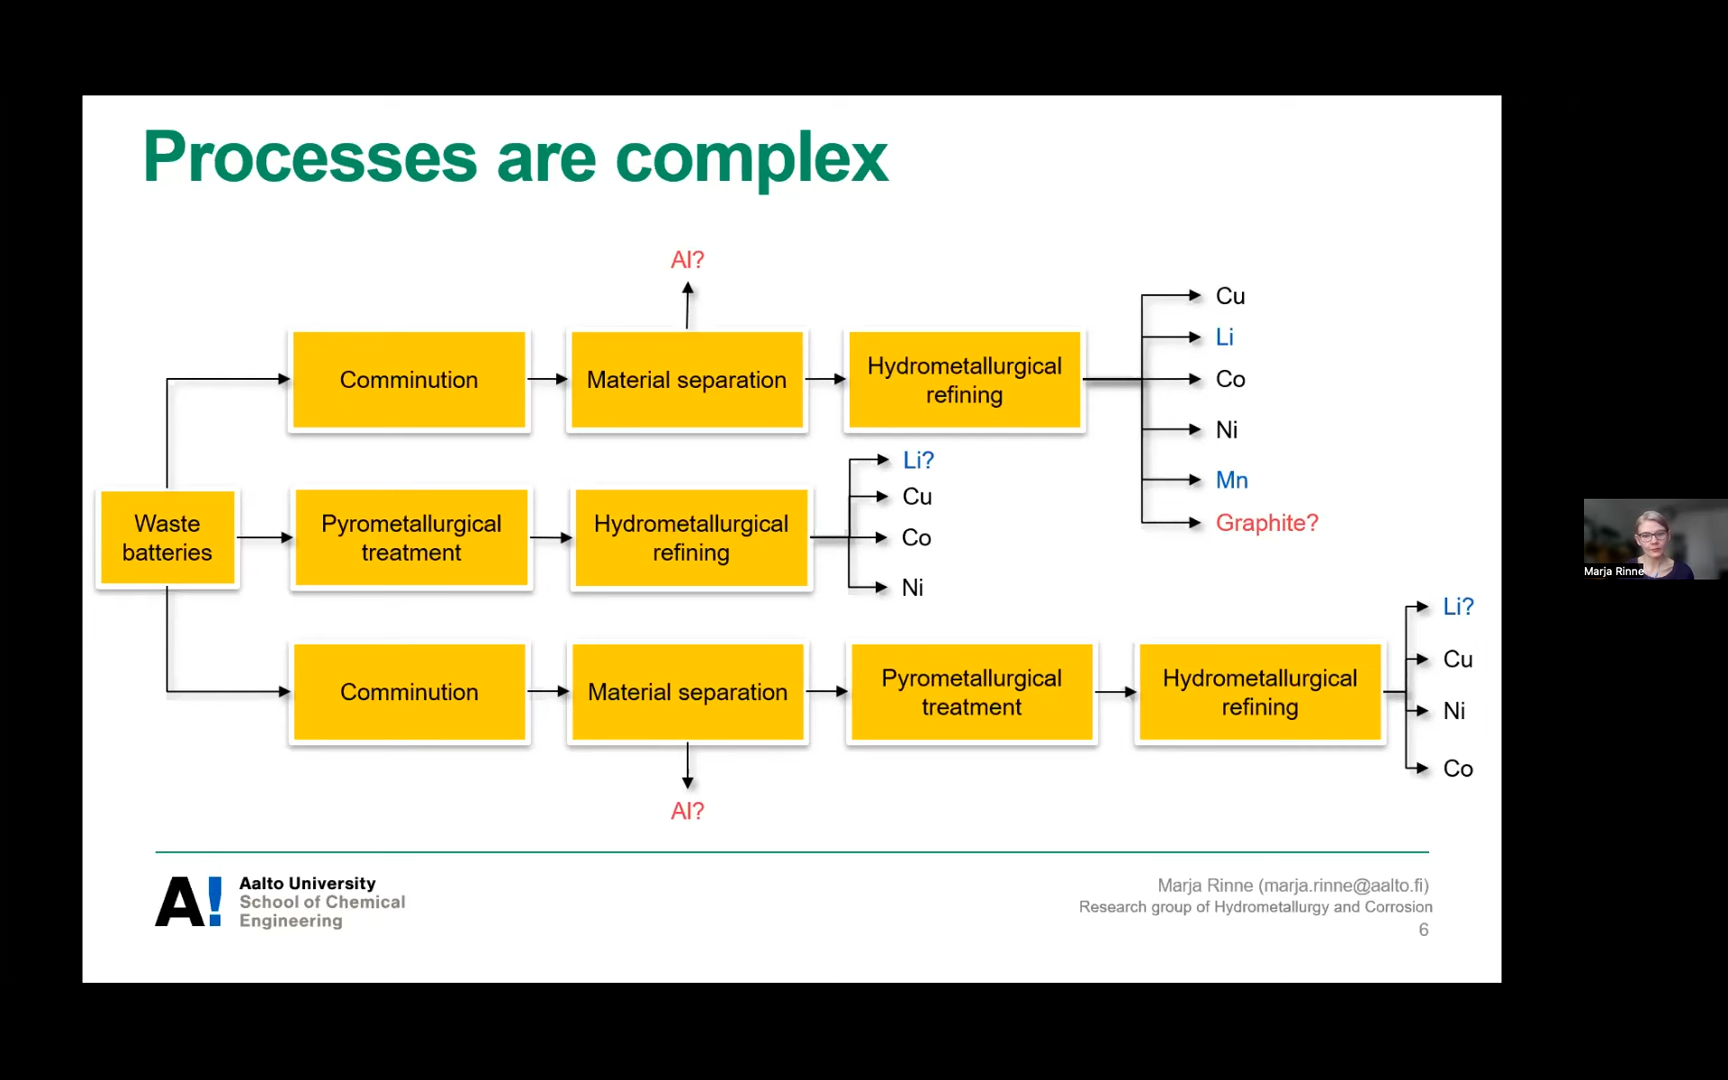 Processes are complex
Al?
Comminution
Material separation
Hydrometallurgical
refining
Cu
Li
Co
Ni
Mn
Graphite?
Waste
batteries
Pyrometallurgical
treatment
Hydrometallurgical
refining
Li?
Cu
Co
Ni
Comminution
Material separation
Pyrometallurgical
treatment
Hydrometallurgical
refining
Li?
Cu
Ni
Co
Al?
A!
Aalto University
School of Chemical
Engineering
Marja Rinne (marja.rinne@aalto.fi)
Research group of Hydrometallurgy and Corrosion
6
Marja Rinne